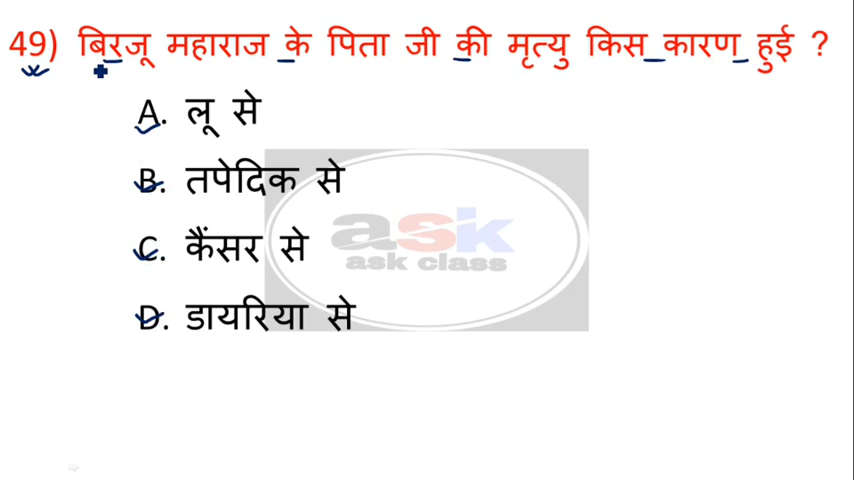 49) बिरजू महाराज के पिता जी की मृत्यु किस कारण हुई ?
A. लू से
B. तपेदिक से
ask
C. कैंसर से
ask class
D. डायरिया से